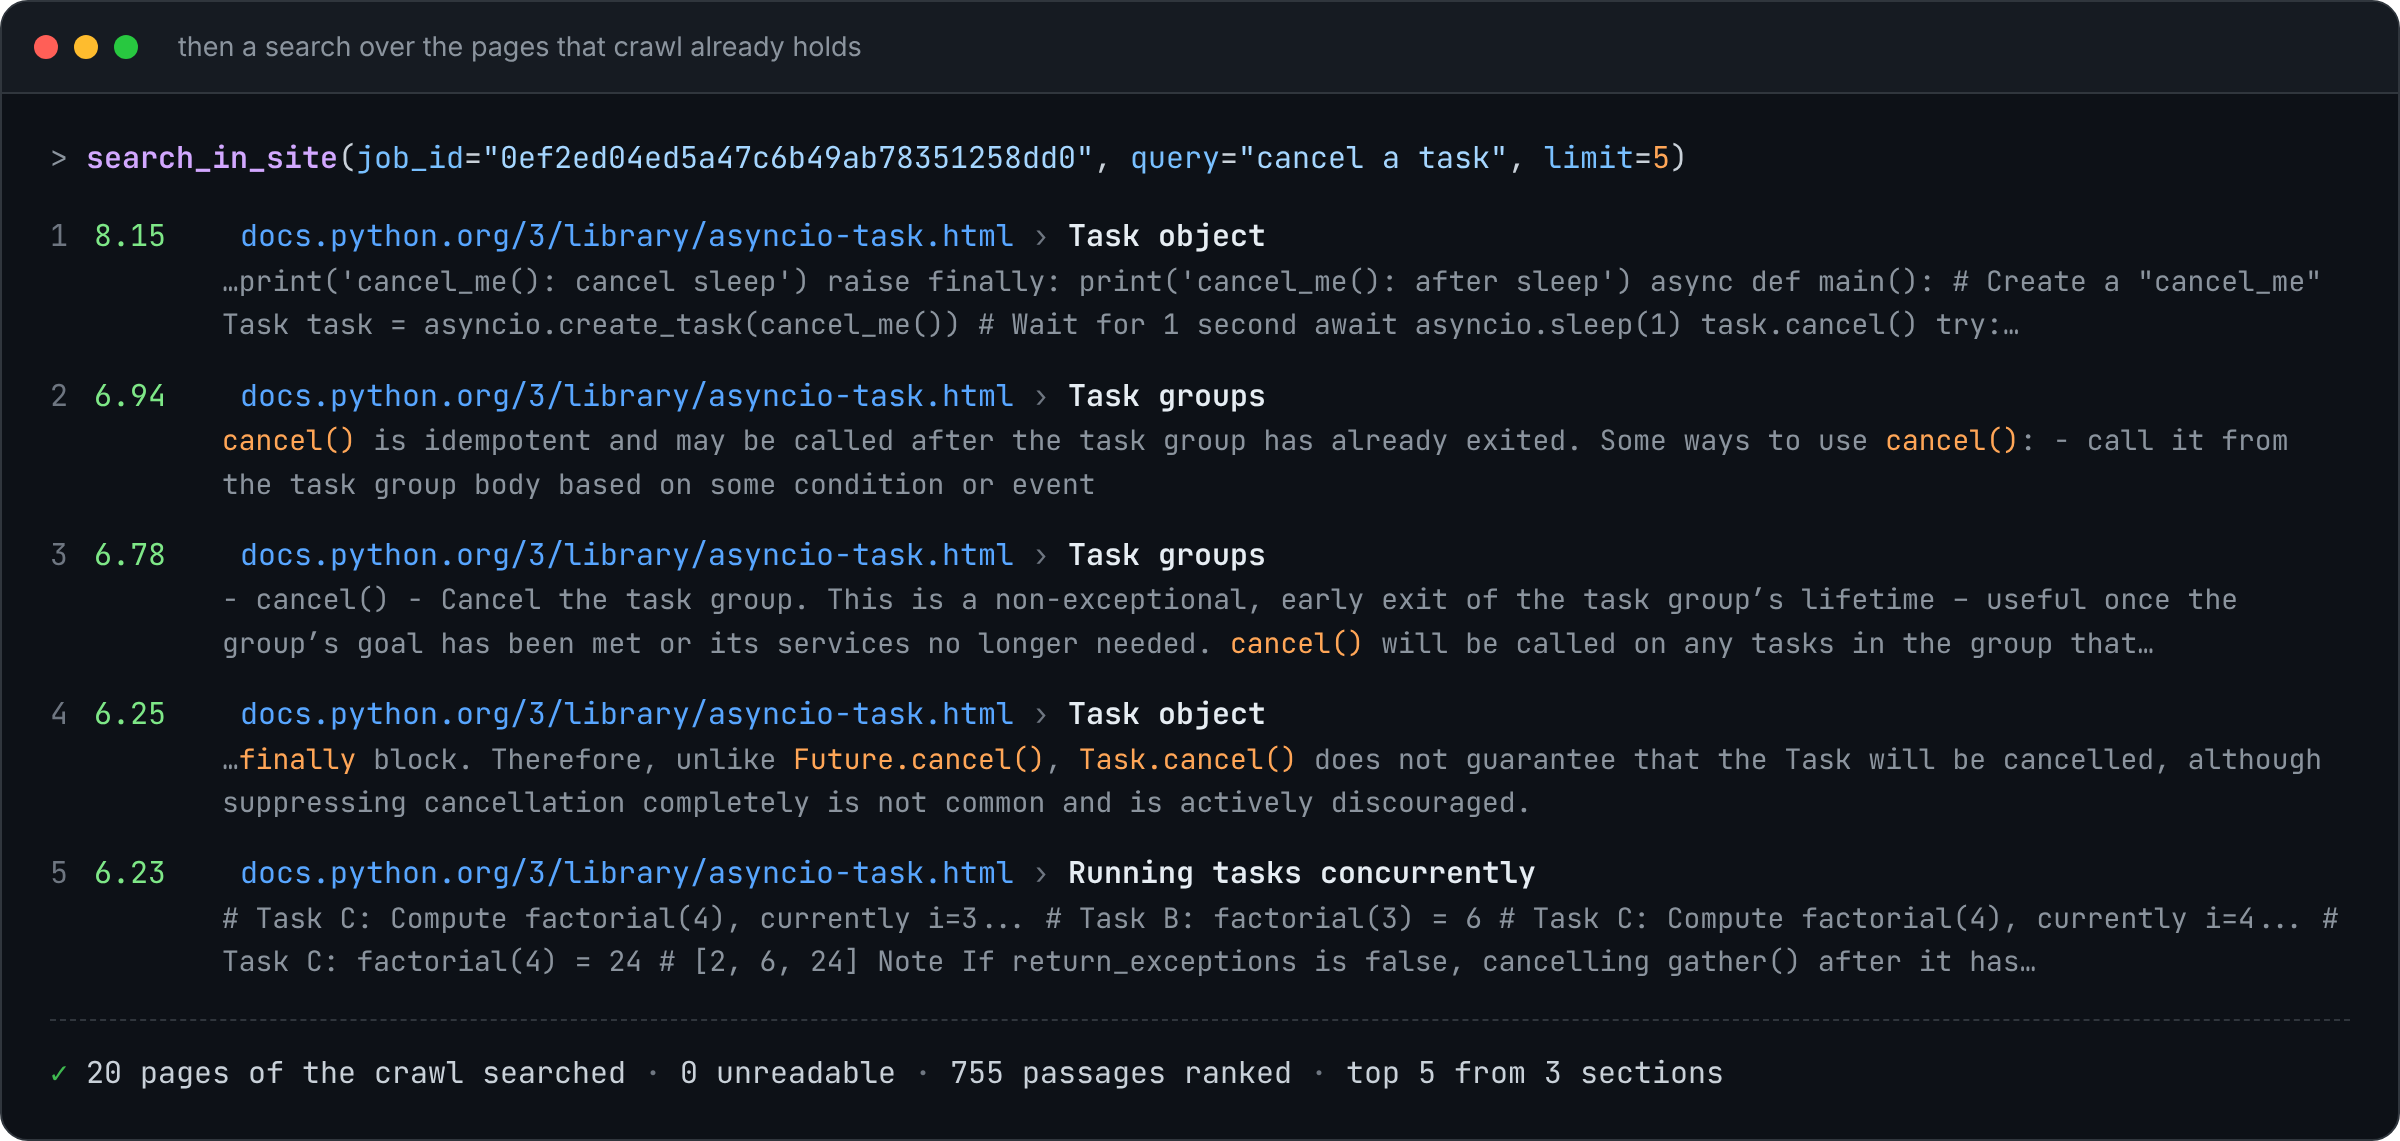 then a search over the pages that crawl already holds
> search_in_site(job_id="0ef2ed04ed5a47c6b49ab78351258dd0", query="cancel a task", limit=5)
1 8.15 docs.python.org/3/library/asyncio-task.html › Task object
…print('cancel_me(): cancel sleep') raise finally: print('cancel_me(): after sleep') async def main(): # Create a "cancel_me"
Task task = asyncio.create_task(cancel_me()) # Wait for 1 second await asyncio.sleep(1) task.cancel() try:…
2 6.94 docs.python.org/3/library/asyncio-task.html › Task groups
cancel() is idempotent and may be called after the task group has already exited. Some ways to use cancel(): - call it from
the task group body based on some condition or event
3 6.78 docs.python.org/3/library/asyncio-task.html › Task groups
- cancel() - Cancel the task group. This is a non-exceptional, early exit of the task group’s lifetime – useful once the
group’s goal has been met or its services no longer needed. cancel() will be called on any tasks in the group that…
4 6.25 docs.python.org/3/library/asyncio-task.html › Task object
…finally block. Therefore, unlike Future.cancel(), Task.cancel() does not guarantee that the Task will be cancelled, although
suppressing cancellation completely is not common and is actively discouraged.
5 6.23 docs.python.org/3/library/asyncio-task.html › Running tasks concurrently
# Task C: Compute factorial(4), currently i=3... # Task B: factorial(3) = 6 # Task C: Compute factorial(4), currently i=4... #
Task C: factorial(4) = 24 # [2, 6, 24] Note If return_exceptions is false, cancelling gather() after it has…
✓ 20 pages of the crawl searched · 0 unreadable · 755 passages ranked · top 5 from 3 sections